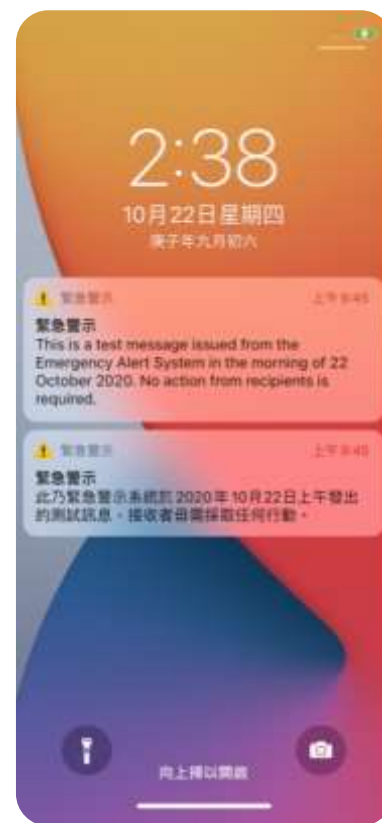 2:38
10月22日星期四
庚子年九月初六
緊急警示 上午9:45
緊急警示
This is a test message issued from the
Emergency Alert System in the morning of 22
October 2020. No action from recipients is
required.
緊急警示
緊急警示
此乃緊急警示系統於 2020 年 10月22日上午發出
的測試訊息。接收者毋需採取任何行動。
向上掃以開啟